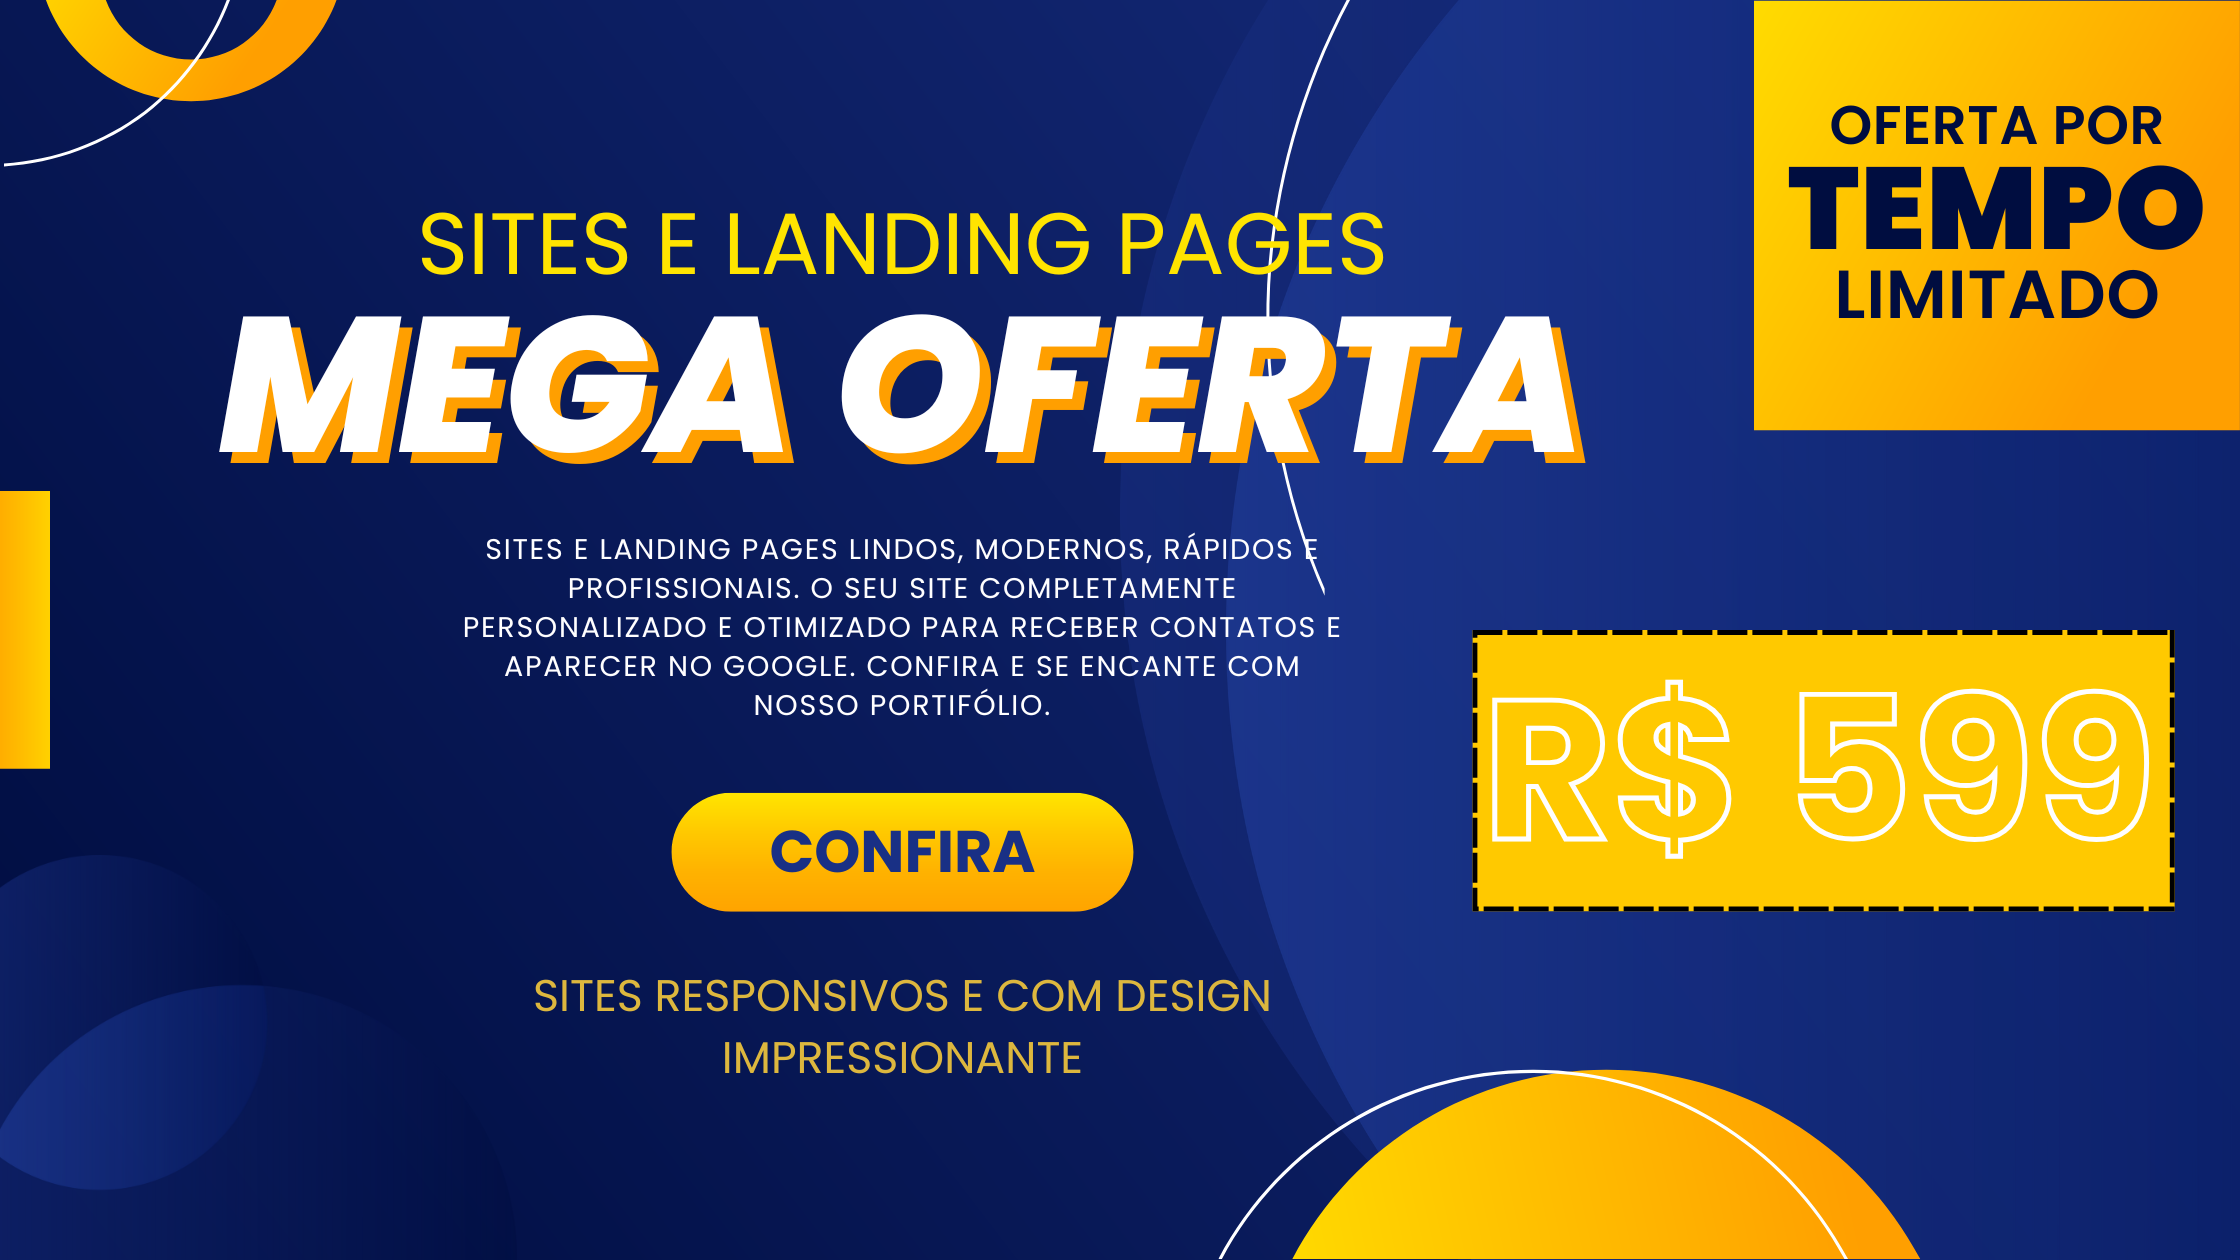 OFERTA POR
TEMPO
LIMITADO
SITES E LANDING PAGES
MEGA OFERTA
SITES E LANDING PAGES LINDOS, MODERNOS, RÁPIDOS E
PROFISSIONAIS. O SEU SITE COMPLETAMENTE
PERSONALIZADO E OTIMIZADO PARA RECEBER CONTATOS E
APARECER NO GOOGLE. CONFIRA E SE ENCANTE COM
NOSSO PORTIFÓLIO.
R$ 599
CONFIRA
SITES RESPONSIVOS E COM DESIGN
IMPRESSIONANTE